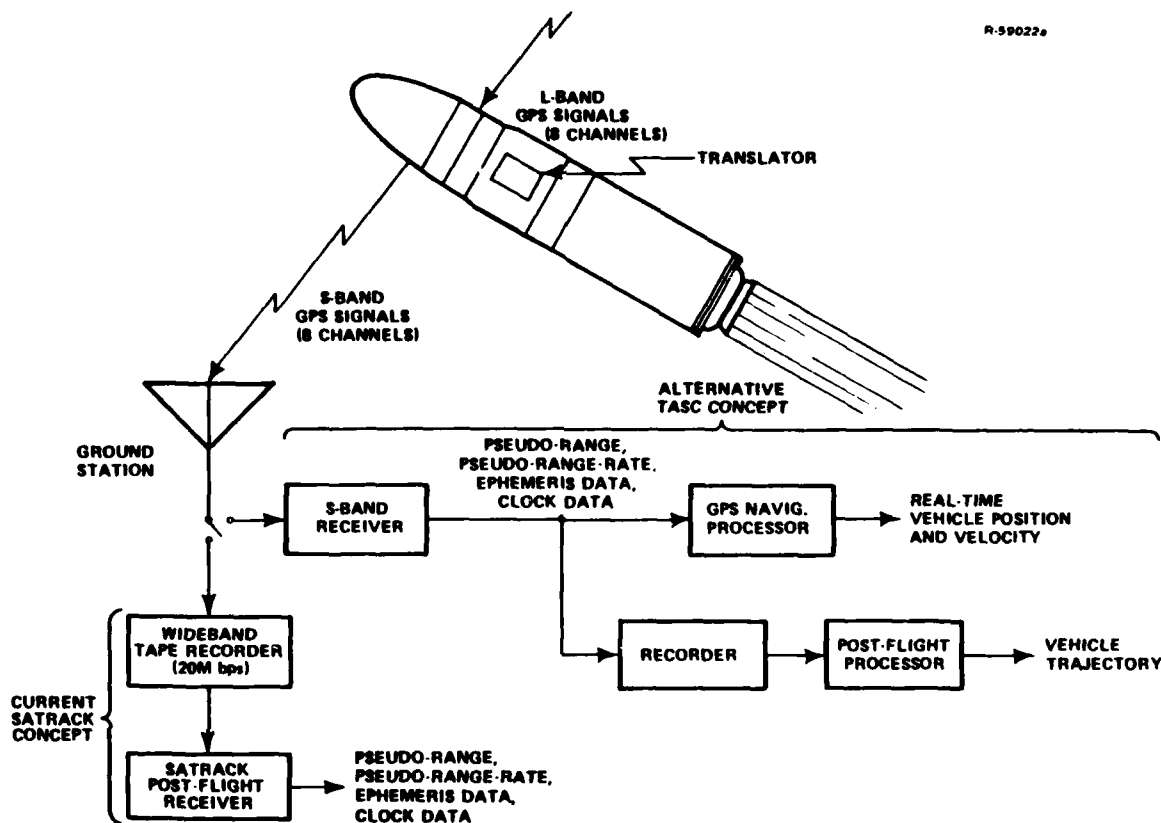 R-59022a
L-BAND
GPS SIGNALS
(8 CHANNELS)
TRANSLATOR
S-BAND
GPS SIGNALS
(8 CHANNELS)
ALTERNATIVE
TASC CONCEPT
GROUND
STATION
PSEUDO-RANGE,
PSEUDO-RANGE-RATE,
EPHEMERIS DATA,
CLOCK DATA
S-BAND
RECEIVER
GPS NAVIG.
PROCESSOR
REAL-TIME
VEHICLE POSITION
AND VELOCITY
WIDEBAND
TAPE RECORDER
(20M bps)
RECORDER
POST-FLIGHT
PROCESSOR
VEHICLE
TRAJECTORY
CURRENT
SATRACK
CONCEPT
SATRACK
POST-FLIGHT
RECEIVER
PSEUDO-RANGE,
PSEUDO-RANGE-RATE,
EPHEMERIS DATA,
CLOCK DATA